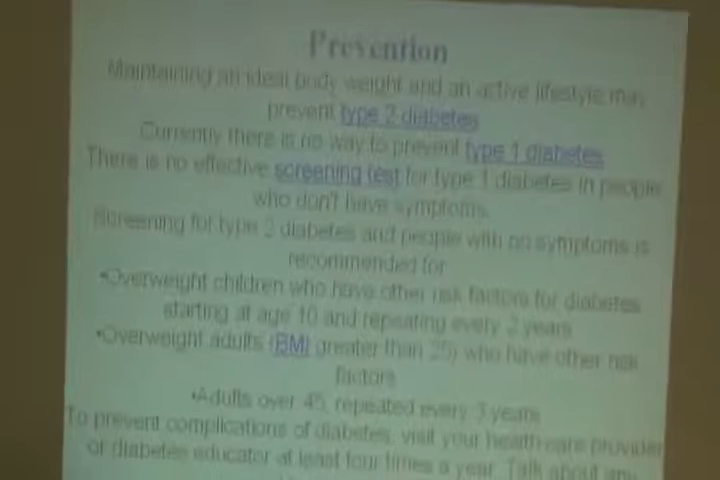 Prevention
Maintaining an ideal body weight and an active lifestyle may
prevent type 2 diabetes
Currently there is no way to prevent type 1 diabetes
There is no effective screening test for type 1 diabetes in people
who don't have symptoms.
Screening for type 2 diabetes and people with no symptoms is
recommended for
•Overweight children who have other risk factors for diabetes
starting at age 10 and repeating every 2 years
•Overweight adults (BMI greater than 25) who have other risk
factors
•Adults over 45, repeated every 3 years
To prevent complications of diabetes, visit your health care provider
or diabetes educator at least four times a year. Talk about any